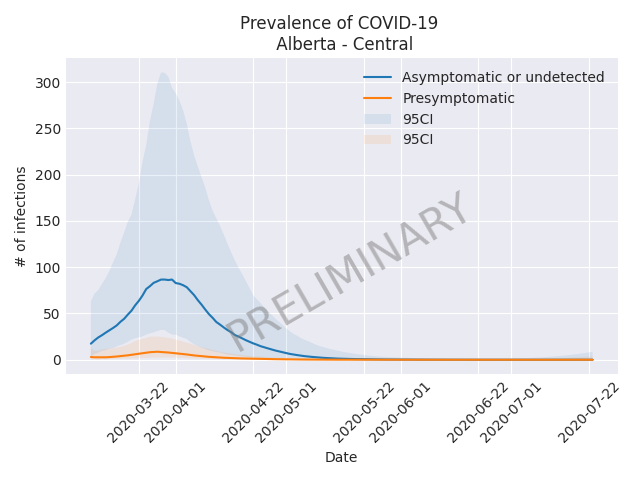 Prevalence of COVID-19
Alberta - Central
Asymptomatic or undetected
Presymptomatic
95CI
95CI
300
250
200
150
100
50
0
# of infections
PRELIMINARY
2020-03-22
2020-04-01
2020-04-22
2020-05-01
2020-05-22
2020-06-01
2020-06-22
2020-07-01
2020-07-22
Date